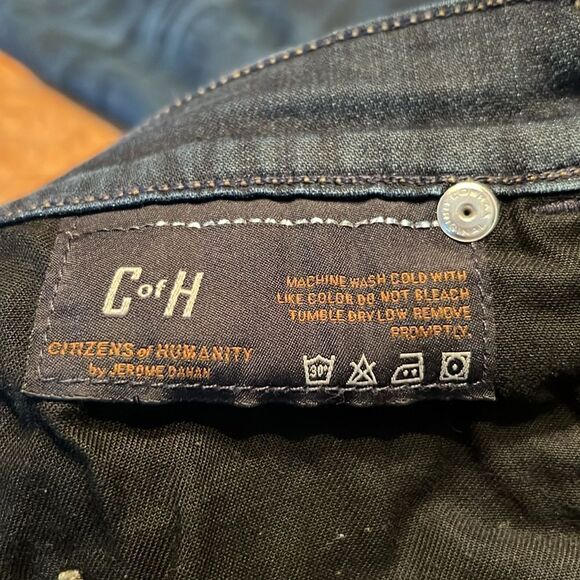 C of H
CITIZENS of HUMANITY
by JEROME DAHAN
MACHINE WASH COLD WITH
LIKE COLOR DO NOT BLEACH
TUMBLE DRY LOW REMOVE
PROMPTLY.
30°